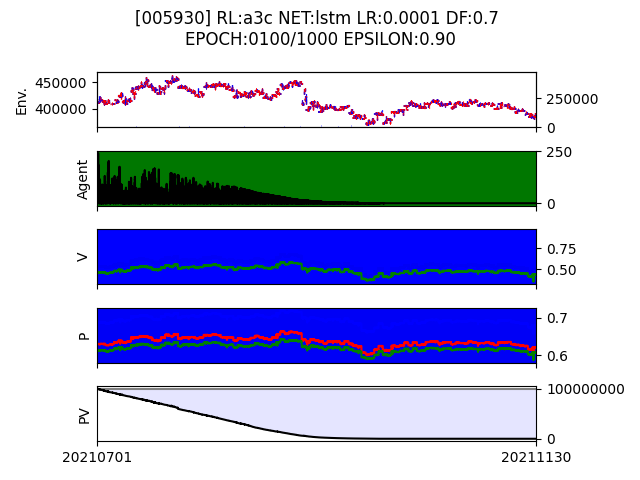 [005930] RL:a3c NET:lstm LR:0.0001 DF:0.7
EPOCH:0100/1000 EPSILON:0.90
Env.
450000
400000
250000
0
Agent
250
0
V
0.75
0.50
P
0.7
0.6
PV
100000000
0
20210701
20211130